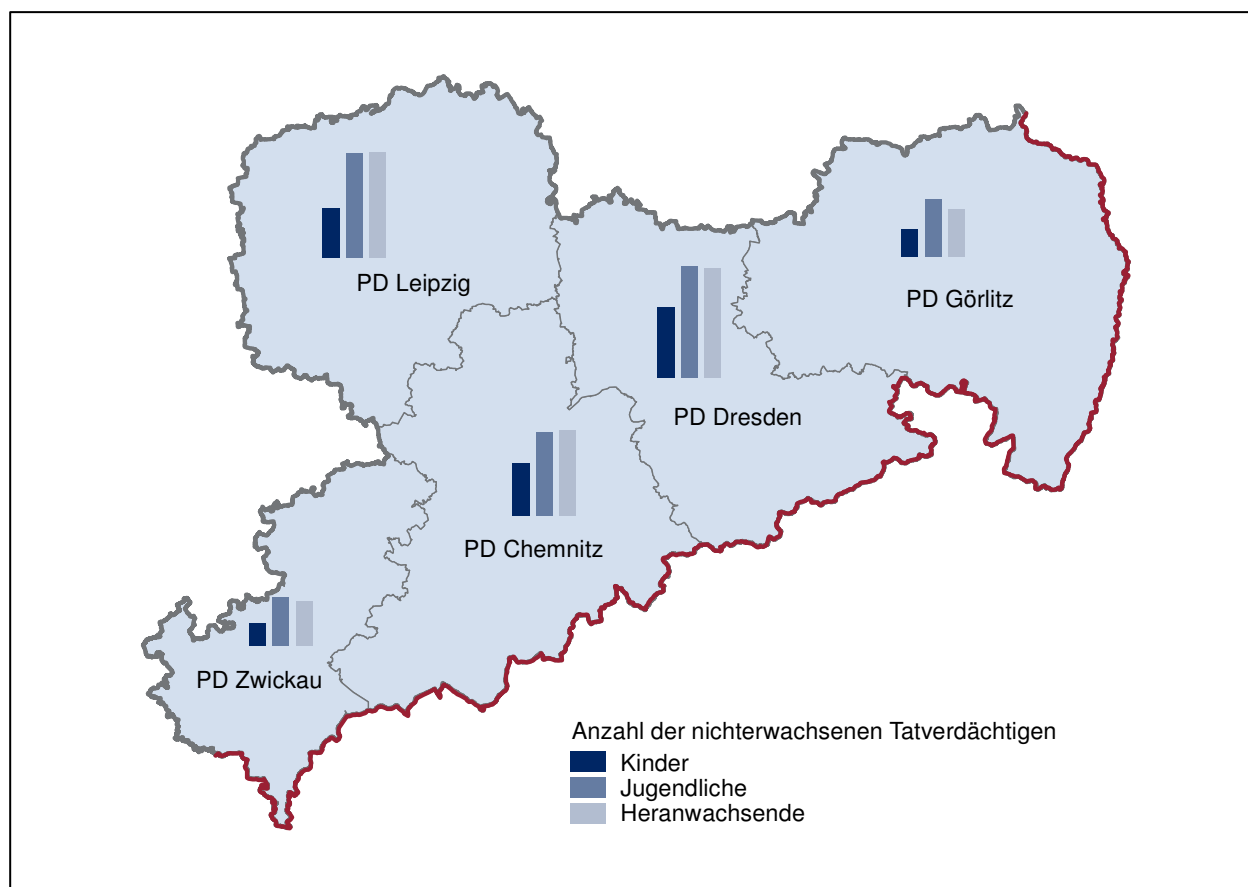 PD Leipzig
PD Görlitz
PD Dresden
PD Chemnitz
PD Zwickau
Anzahl der nichterwachsenen Tatverdächtigen
Kinder
Jugendliche
Heranwachsende